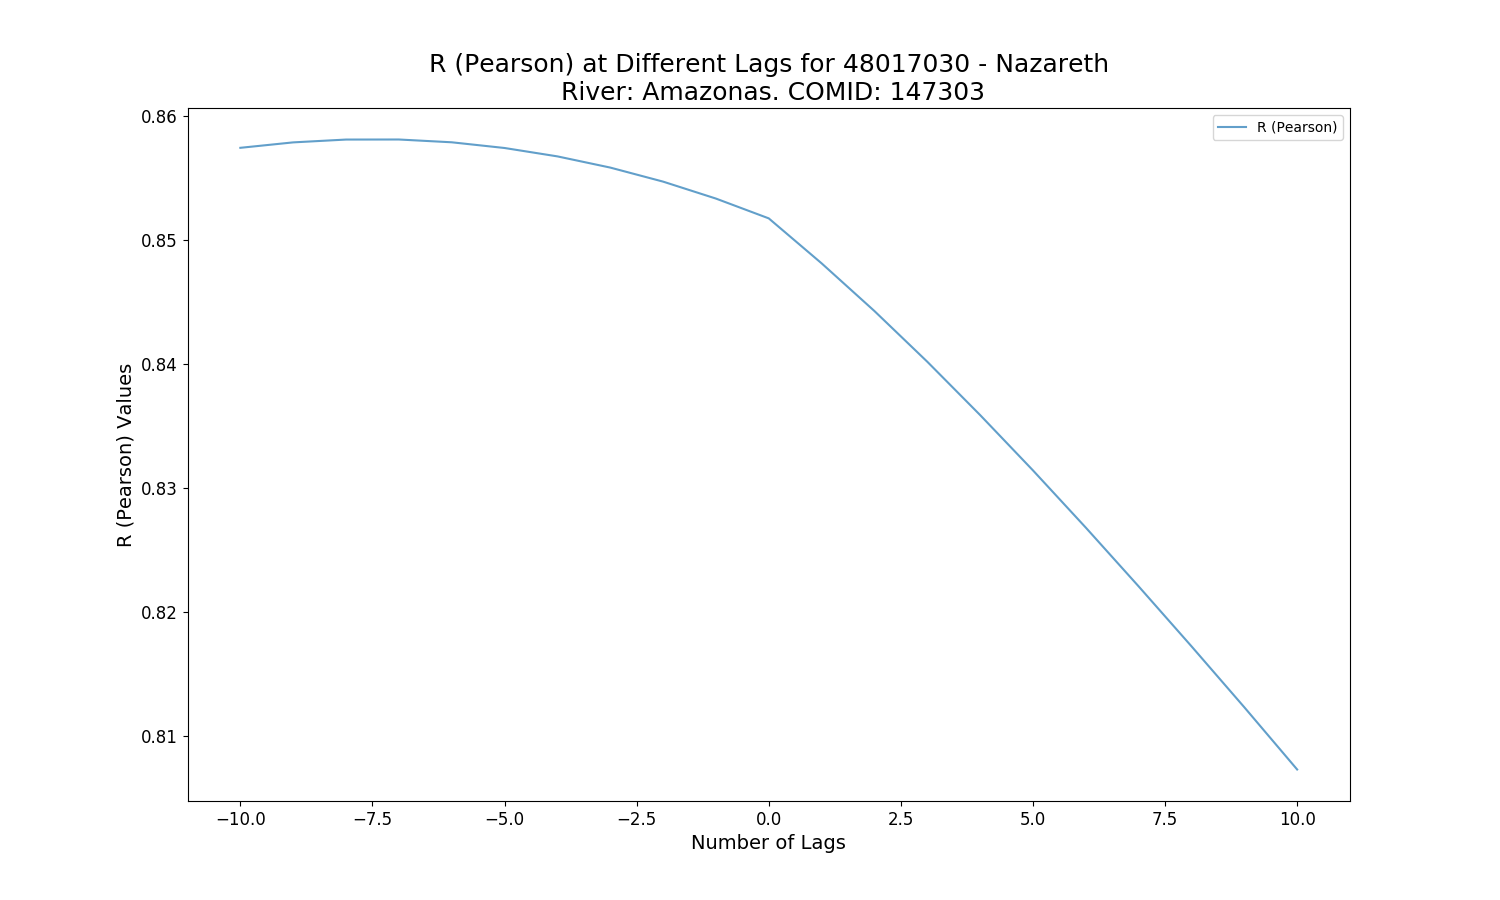 R (Pearson) at Different Lags for 48017030 - Nazareth
River: Amazonas. COMID: 147303
R (Pearson)
R (Pearson) Values
0.86
0.85
0.84
0.83
0.82
0.81
−10.0 −7.5 −5.0 −2.5 0.0 2.5 5.0 7.5 10.0
Number of Lags